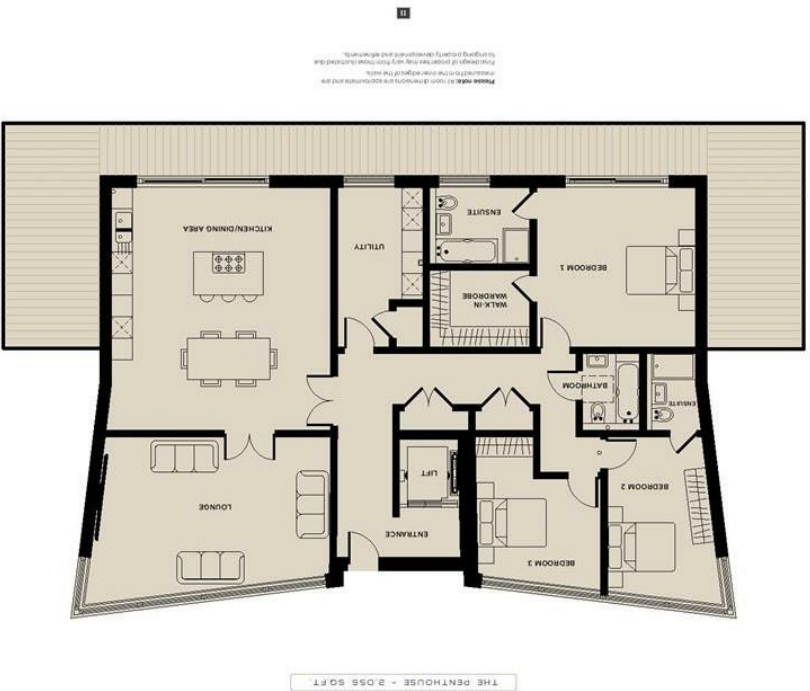 THE PENTHOUSE - 2,056 SQ.FT.
BEDROOM 3
ENTRANCE
LOUNGE
BEDROOM 2
LIFT
ENSUITE
BATHROOM
WALK-IN
WARDROBE
BEDROOM 1
UTILITY
KITCHEN/DINING AREA
ENSUITE
Please note: All room dimensions are approximate and are
measured from the inner edges of the walls.
Final design of properties may vary from those illustrated due
to ongoing property development and refinements.
11